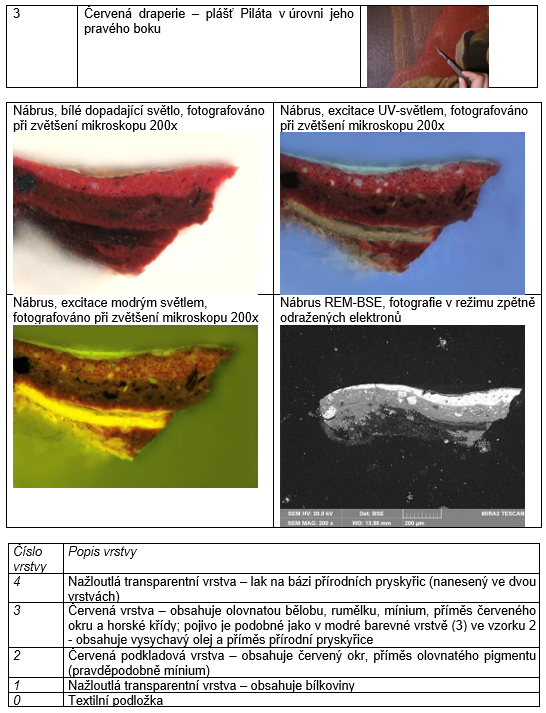 3 Červená draperie – plášť Piláta v úrovni jeho
pravého boku
Nábrus, bílé dopadající světlo, fotografováno
při zvětšení mikroskopu 200x
Nábrus, excitace UV-světlem, fotografováno
při zvětšení mikroskopu 200x
Nábrus, excitace modrým světlem,
fotografováno při zvětšení mikroskopu 200x
Nábrus REM-BSE, fotografie v režimu zpětně
odražených elektronů
SEM HV: 20.0 kV Det: BSE MIRA3 TESCAN
SEM MAG: 200 x WD: 13.98 mm 200 µm
Číslo
vrstvy
Popis vrstvy
4 Nažloutlá transparentní vrstva – lak na bázi přírodních pryskyřic (nanesený ve dvou
vrstvách)
3 Červená vrstva – obsahuje olovnatou bělobu, rumělku, mínium, příměs červeného
okru a horské křídy; pojivo je podobné jako v modré barevné vrstvě (3) ve vzorku 2
- obsahuje vysychavý olej a příměs přírodní pryskyřice
2 Červená podkladová vrstva – obsahuje červený okr, příměs olovnatého pigmentu
(pravděpodobně mínium)
1 Nažloutlá transparentní vrstva – obsahuje bílkoviny
0 Textilní podložka